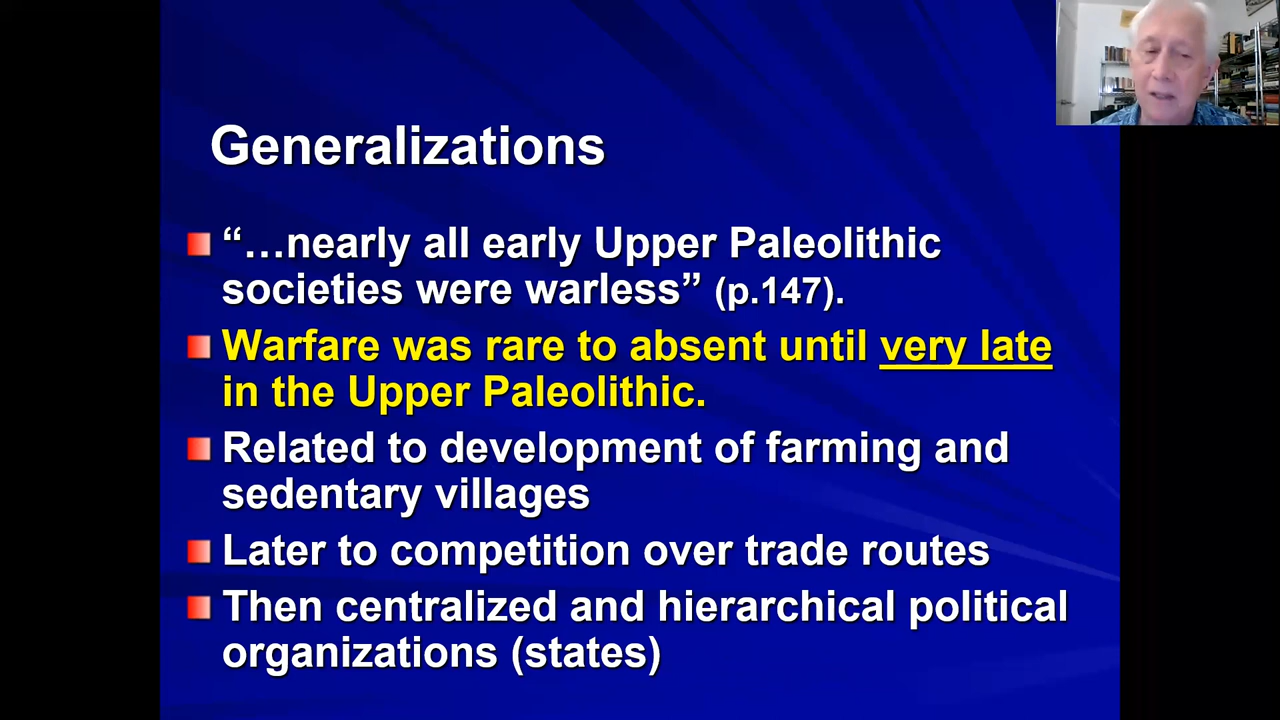 Generalizations
“…nearly all early Upper Paleolithic
societies were warless” (p.147).
Warfare was rare to absent until very late
in the Upper Paleolithic.
Related to development of farming and
sedentary villages
Later to competition over trade routes
Then centralized and hierarchical political
organizations (states)